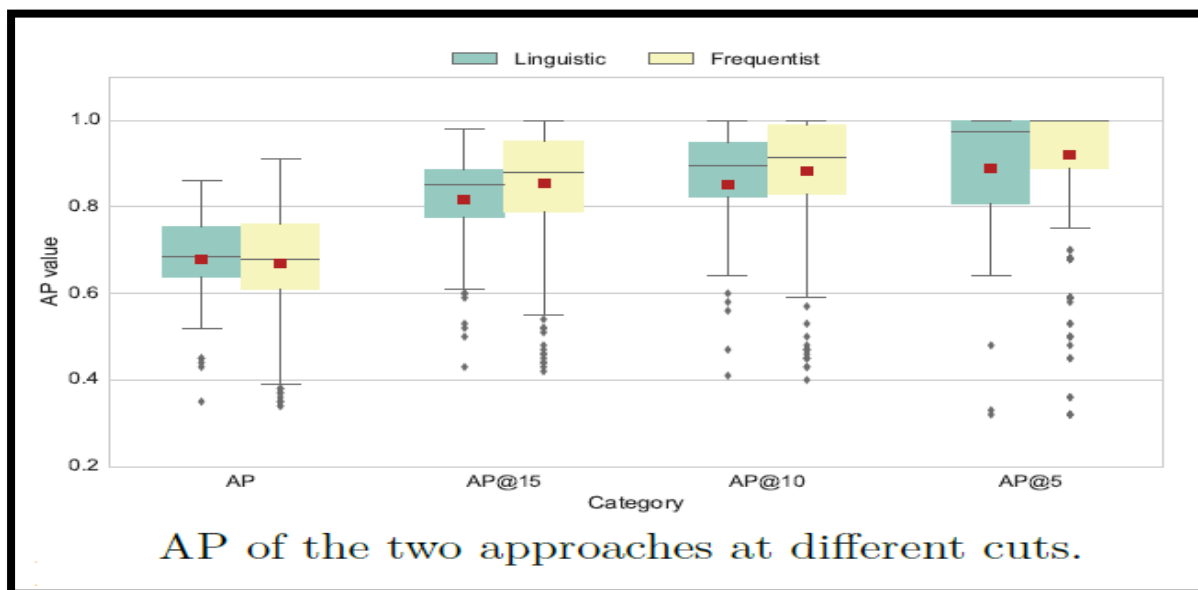 Linguistic Frequentist
1.0
0.8
0.6
0.4
0.2
AP value
AP AP@15 AP@10 AP@5
Category
AP of the two approaches at different cuts.